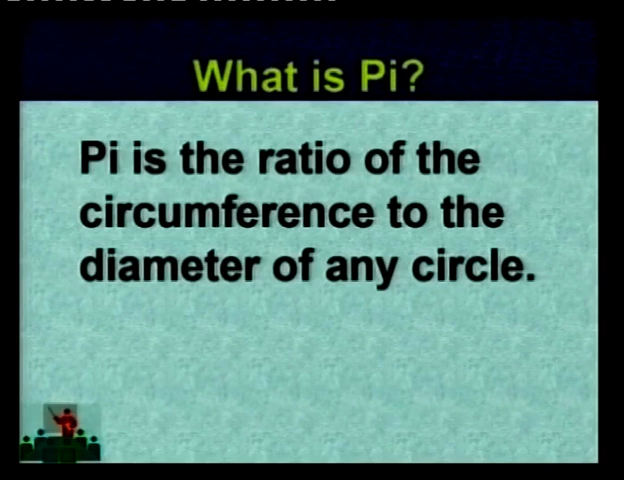 What is Pi?
Pi is the ratio of the
circumference to the
diameter of any circle.